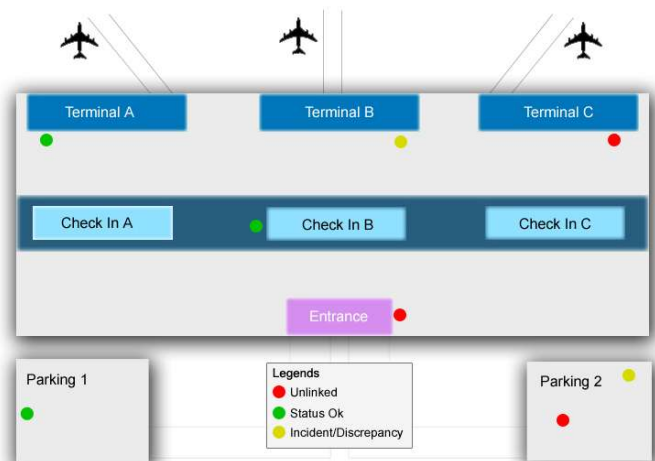 Terminal A
Terminal B
Terminal C
Check In A
Check In B
Check In C
Entrance
Parking 1
Legends
Unlinked
Status Ok
Incident/Discrepancy
Parking 2